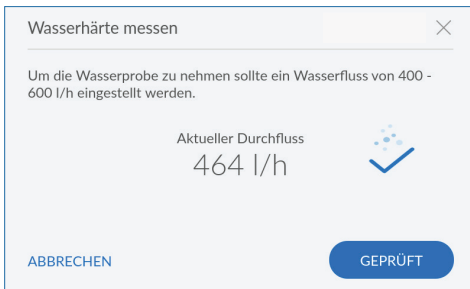 Wasserhärte messen
Um die Wasserprobe zu nehmen sollte ein Wasserfluss von 400 -
600 l/h eingestellt werden.
Aktueller Durchfluss
464 l/h
ABBRECHEN
GEPRÜFT